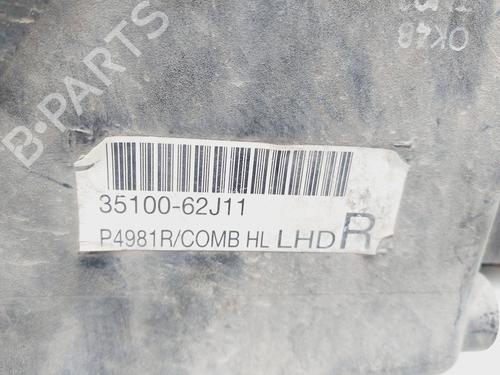 B-PARTS
OK48
35100-62J11
P4981R/COMB HL LHD R